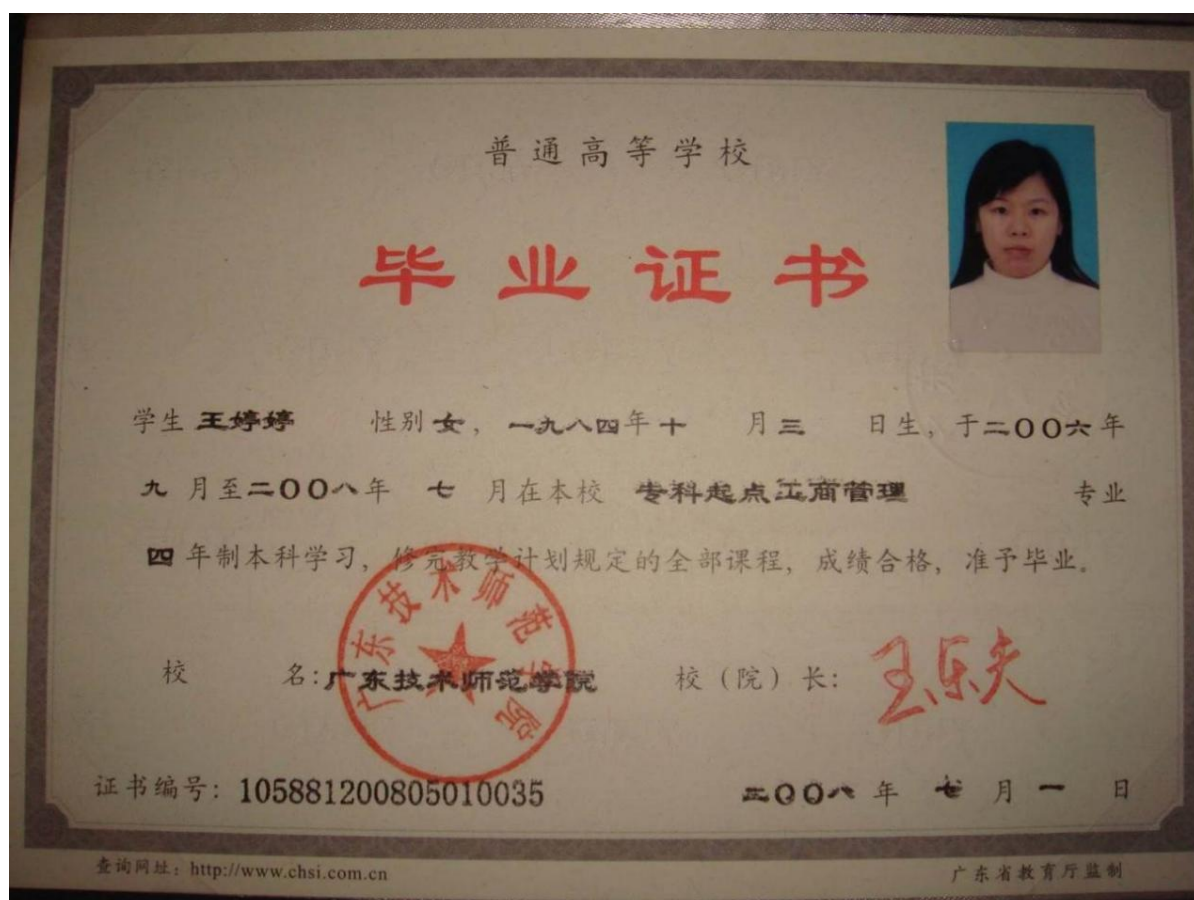 普通高等学校
毕业证书
学生 王婷婷 性别 女, 一九八四年 十 月 三 日生, 于二〇〇六年
九 月至二〇〇八年 七 月在本校 专科起点工商管理 专业
四 年制本科学习, 修完教学计划规定的全部课程, 成绩合格, 准予毕业。
广东技术师范学院
校 名: 广东技术师范学院 校(院)长: 王乐夫
证书编号: 105881200805010035 二〇〇八 年 七 月 一 日
查询网址: http://www.chsi.com.cn 广东省教育厅监制